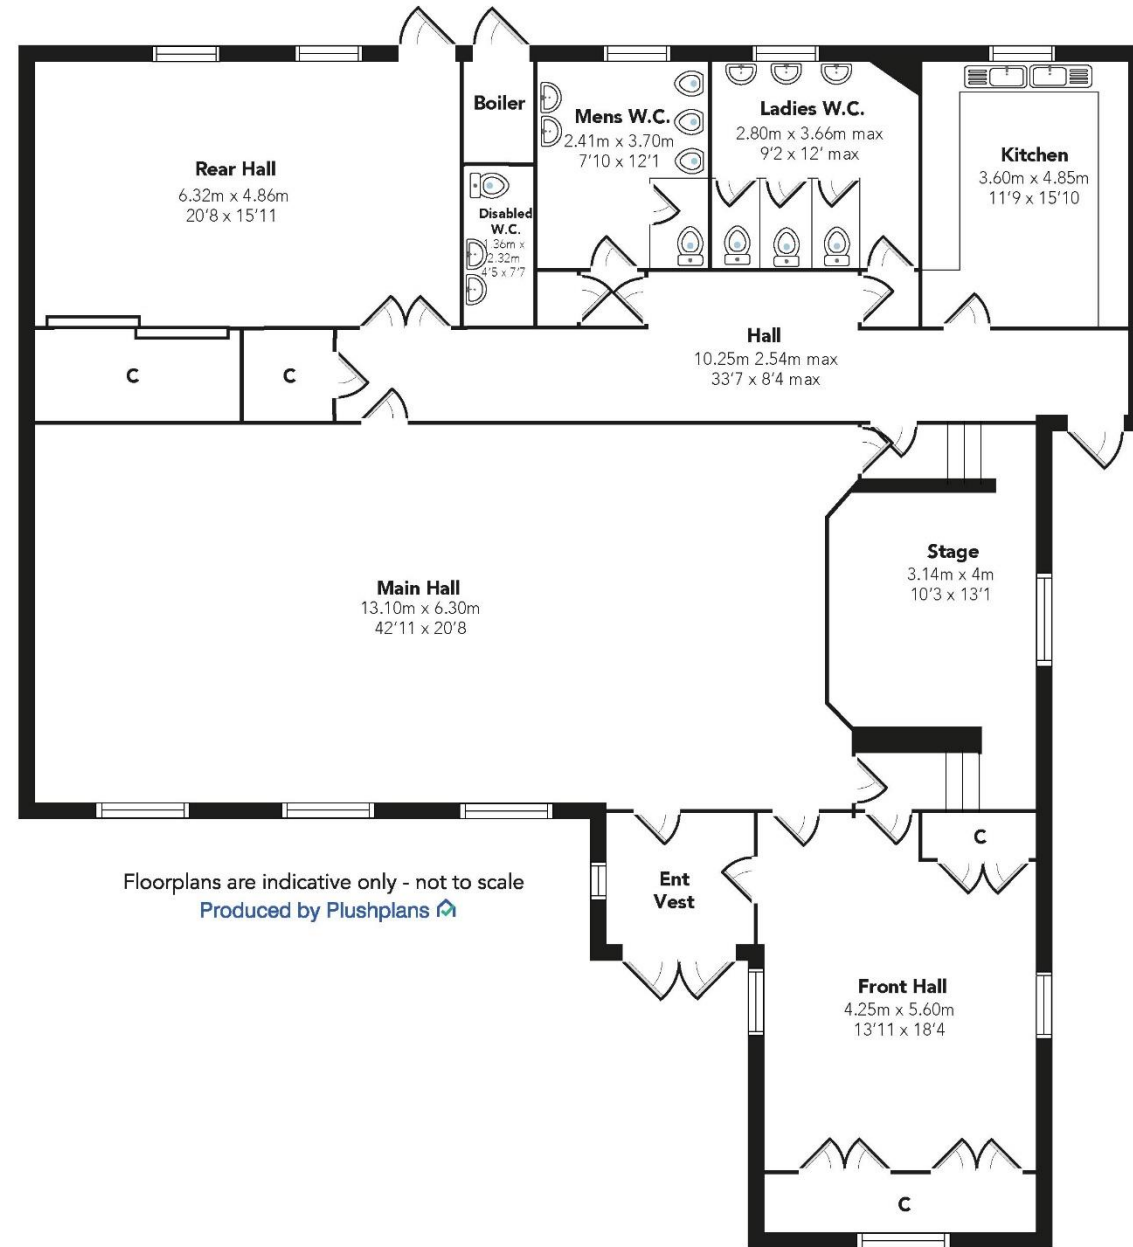 Boiler
Mens W.C.
2.41m x 3.70m
7'10 x 12'1
Ladies W.C.
2.80m x 3.66m max
9'2 x 12' max
Kitchen
3.60m x 4.85m
11'9 x 15'10
Rear Hall
6.32m x 4.86m
20'8 x 15'11
Disabled
W.C.
1.36m x
2.32m
4'5 x 7'7
Hall
10.25m 2.54m max
33'7 x 8'4 max
C
C
Stage
3.14m x 4m
10'3 x 13'1
Main Hall
13.10m x 6.30m
42'11 x 20'8
C
Ent
Vest
Floorplans are indicative only - not to scale
Produced by Plushplans
Front Hall
4.25m x 5.60m
13'11 x 18'4
C